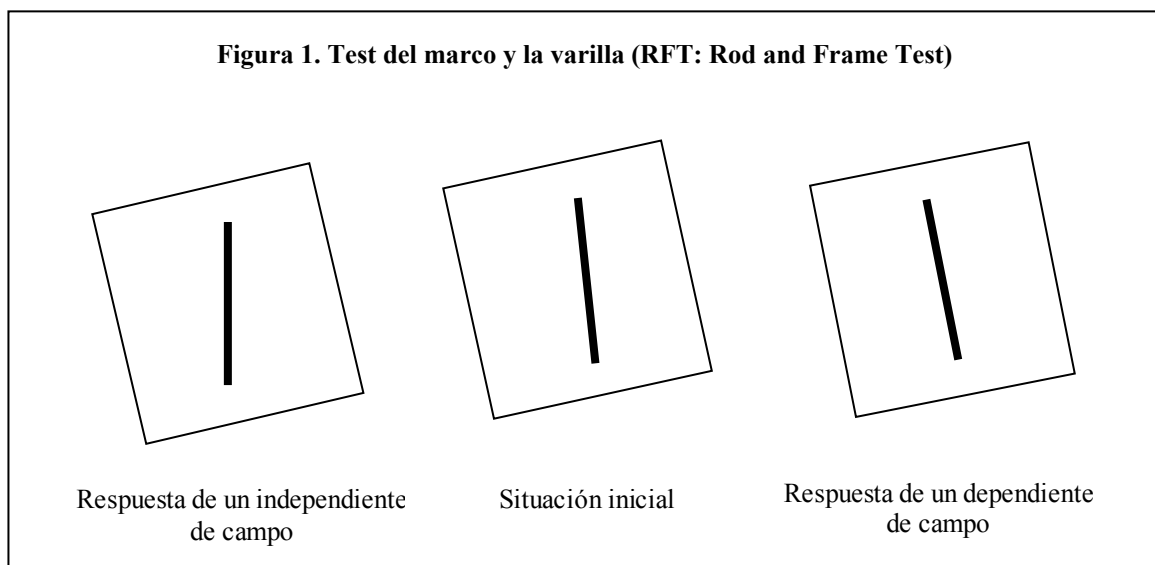 Figura 1. Test del marco y la varilla (RFT: Rod and Frame Test)
Respuesta de un independiente
de campo
Situación inicial
Respuesta de un dependiente
de campo